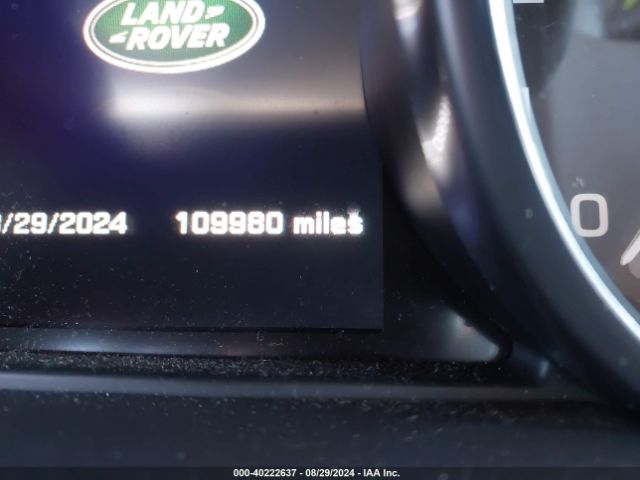 LAND
ROVER
/29/2024 109980 miles
0
000-40222637 - 08/29/2024 - IAA Inc.